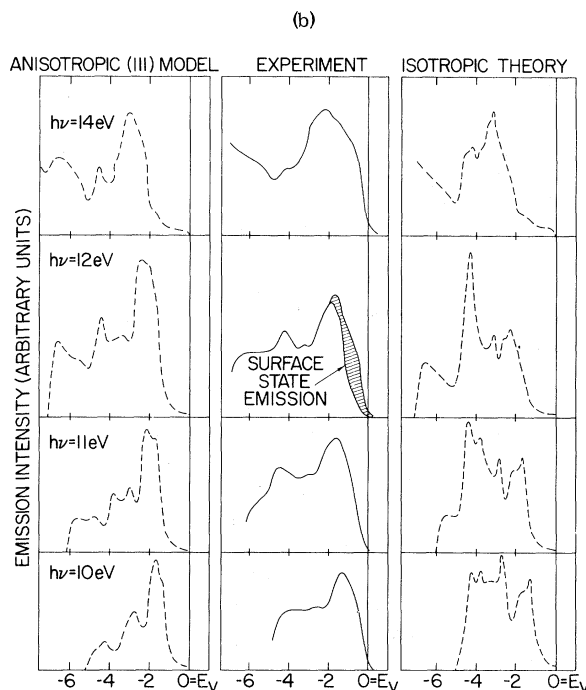 (b)
ANISOTROPIC (III) MODEL
EXPERIMENT
ISOTROPIC THEORY
EMISSION INTENSITY (ARBITRARY UNITS)
hν=14eV
hν=12eV
SURFACE
STATE
EMISSION
hν=11eV
hν=10eV
-6 -4 -2 0=EV
-6 -4 -2 0=EV
-6 -4 -2 0=EV